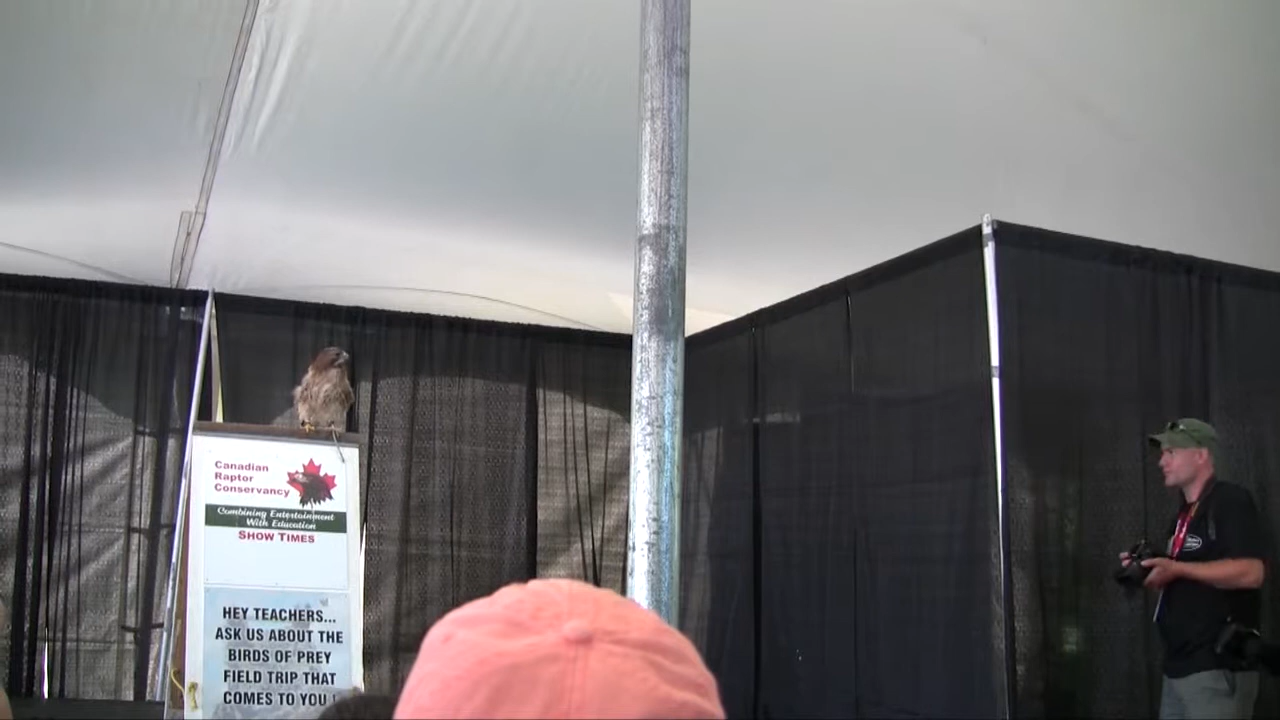 Canadian
Raptor
Conservancy
Combining Entertainment
With Education
SHOW TIMES
HEY TEACHERS...
ASK US ABOUT THE
BIRDS OF PREY
FIELD TRIP THAT
COMES TO YOU !